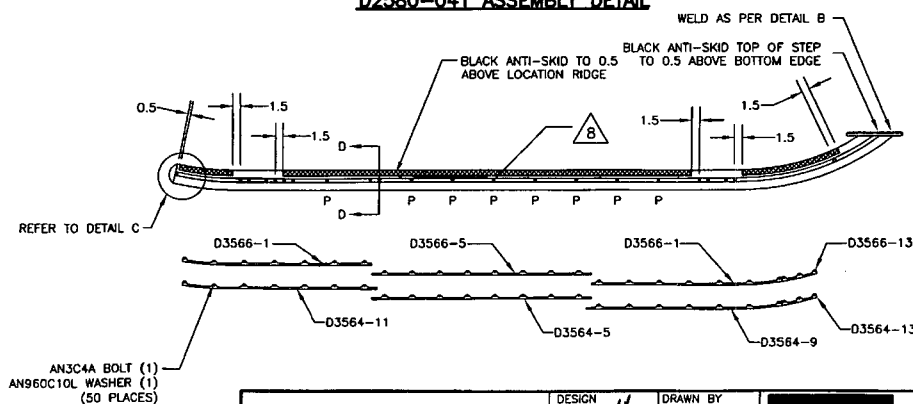 D2580-041 ASSEMBLY DETAIL
WELD AS PER DETAIL B
BLACK ANTI-SKID TO 0.5
ABOVE LOCATION RIDGE
BLACK ANTI-SKID TOP OF STEP
TO 0.5 ABOVE BOTTOM EDGE
0.5
1.5
1.5
1.5
1.5
1.5
8
D
D
P P P P P P P P
REFER TO DETAIL C
D3566-1
D3566-5
D3566-1
D3566-13
D3564-11
D3564-5
D3564-9
D3564-13
AN3C4A BOLT (1)
AN960C10L WASHER (1)
(50 PLACES)
DESIGN
DRAWN BY